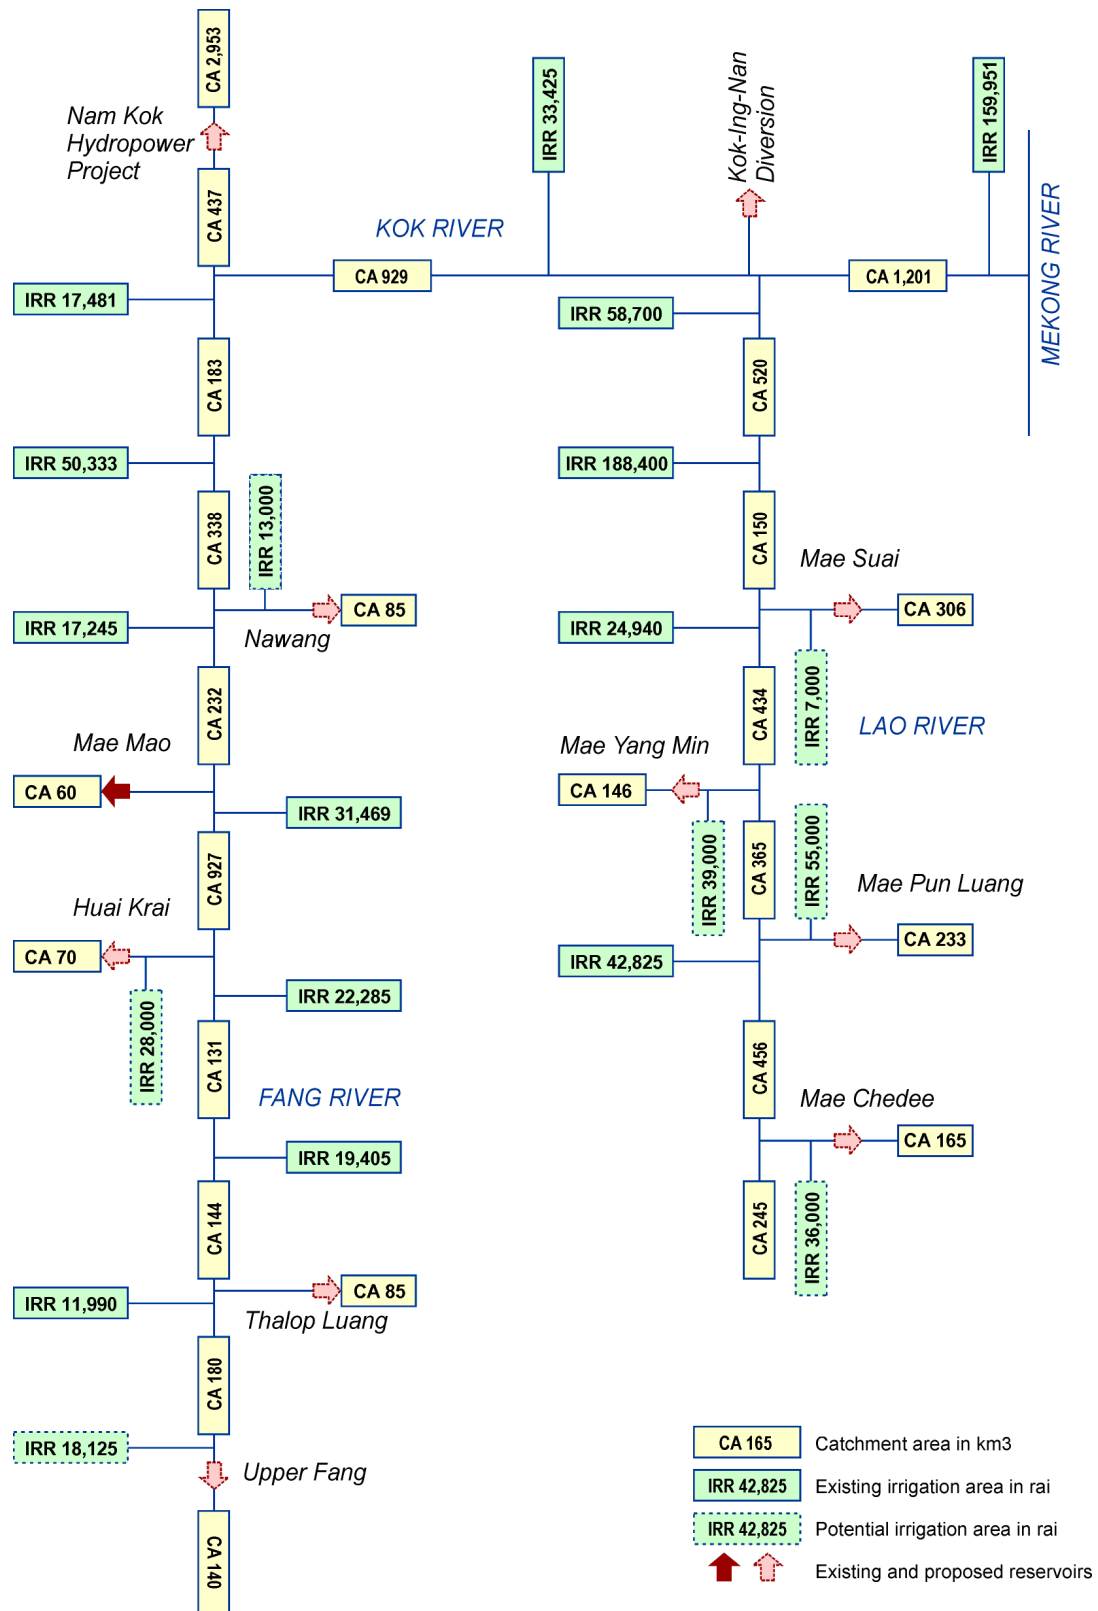 CA 2,953
Nam Kok
Hydropower
Project
CA 437
IRR 33,425
Kok-Ing-Nan
Diversion
IRR 159,951
MEKONG RIVER
KOK RIVER
CA 929
CA 1,201
IRR 17,481
IRR 58,700
CA 183
CA 520
IRR 50,333
IRR 188,400
CA 338
IRR 13,000
CA 150
Mae Suai
CA 85
CA 306
IRR 17,245
Nawang
IRR 24,940
IRR 7,000
CA 232
CA 434
LAO RIVER
Mae Mao
Mae Yang Min
CA 60
CA 146
IRR 31,469
IRR 39,000
IRR 55,000
CA 927
CA 365
Mae Pun Luang
Huai Krai
CA 70
IRR 42,825
CA 233
IRR 28,000
IRR 22,285
CA 131
CA 456
FANG RIVER
Mae Chedee
CA 165
IRR 19,405
CA 144
CA 245
IRR 36,000
IRR 11,990
CA 85
Thalop Luang
CA 180
IRR 18,125
Upper Fang
CA 140
CA 165
Catchment area in km3
IRR 42,825
Existing irrigation area in rai
IRR 42,825
Potential irrigation area in rai
Existing and proposed reservoirs